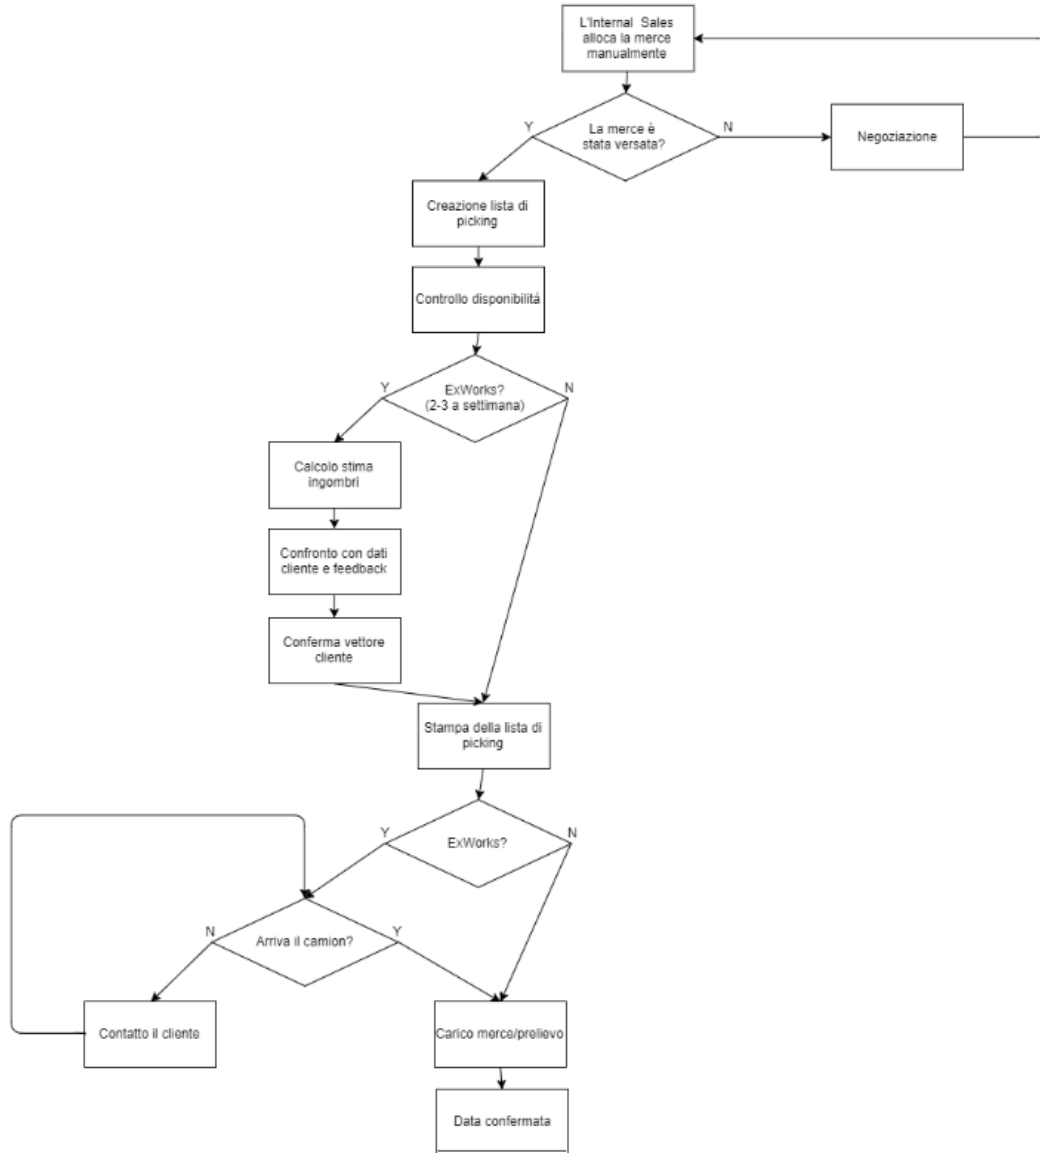 L'Internal Sales
alloca la merce
manualmente
Y
La merce è
stata versata?
N
Negoziazione
Creazione lista di
picking
Controllo disponibilità
Y
ExWorks?
(2-3 a settimana)
N
Calcolo stima
ingombri
Confronto con dati
cliente e feedback
Conferma vettore
cliente
Stampa della lista di
picking
Y
ExWorks?
N
N
Arriva il camion?
Y
Contatto il cliente
Carico merce/prelievo
Data confermata